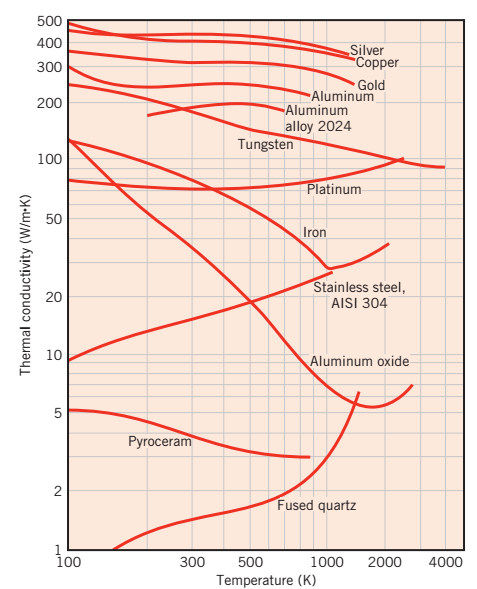 500
400
300
200
100
50
20
10
5
2
1
Thermal conductivity (W/m•K)
Silver
Copper
Gold
Aluminum
Aluminum
alloy 2024
Tungsten
Platinum
Iron
Stainless steel,
AISI 304
Aluminum oxide
Pyroceram
Fused quartz
100 300 500 1000 2000 4000
Temperature (K)